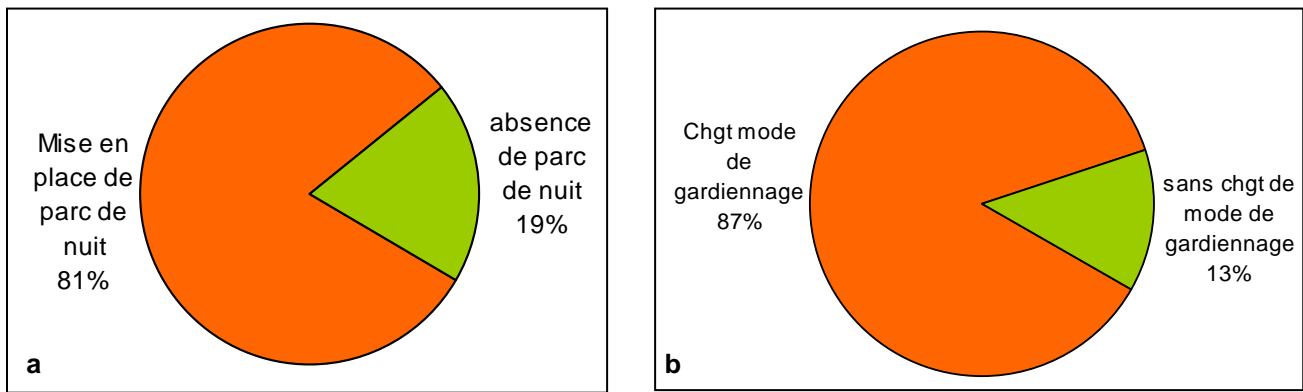 Mise en
place de
parc de
nuit
81%
absence
de parc
de nuit
19%
a
Chgt mode
de
gardiennage
87%
sans chgt de
mode de
gardiennage
13%
b